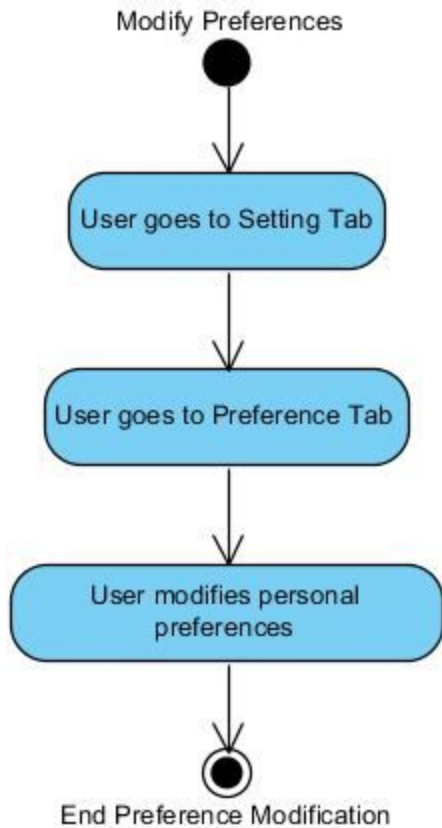 Modify Preferences
User goes to Setting Tab
User goes to Preference Tab
User modifies personal
preferences
End Preference Modification